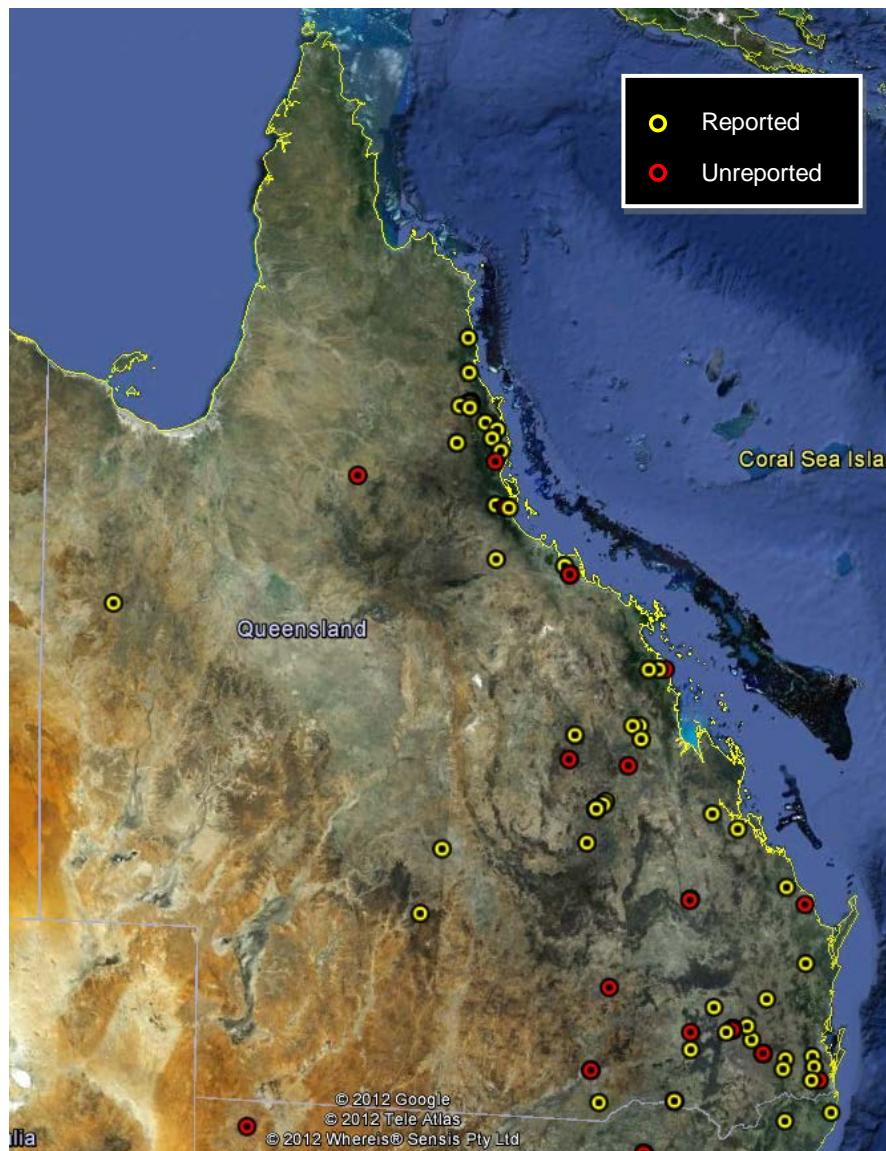 Reported
Unreported
Coral Sea Isla
Queensland
© 2012 Google
© 2012 Tele Atlas
© 2012 Whereis® Sensis Pty Ltd
lia